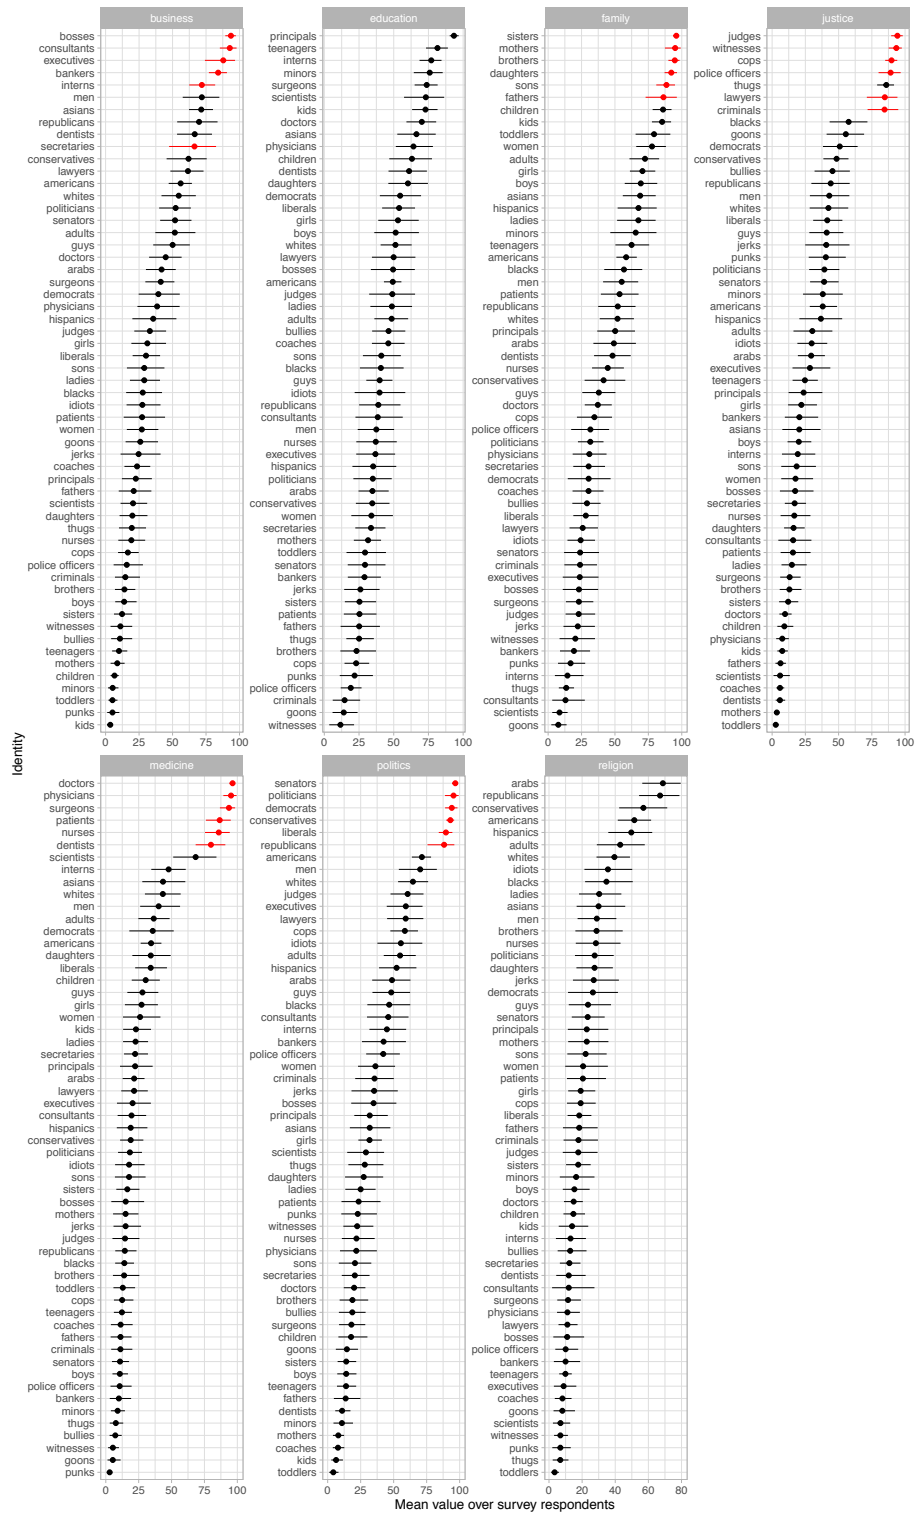 business
bosses
consultants
executives
bankers
interns
men
asians
republicans
dentists
secretaries
conservatives
lawyers
americans
whites
politicians
senators
adults
guys
doctors
arabs
surgeons
democrats
physicians
hispanics
judges
girls
liberals
sons
ladies
blacks
idiots
patients
women
goons
jerks
coaches
principals
fathers
scientists
daughters
thugs
nurses
cops
police officers
criminals
brothers
boys
sisters
witnesses
bullies
teenagers
mothers
children
minors
toddlers
punks
kids
0 25 50 75 100
education
principals
teenagers
interns
minors
surgeons
scientists
kids
doctors
asians
physicians
children
dentists
daughters
democrats
liberals
girls
boys
whites
lawyers
bosses
americans
judges
ladies
adults
bullies
coaches
sons
blacks
guys
idiots
republicans
consultants
men
nurses
executives
hispanics
politicians
arabs
conservatives
women
secretaries
mothers
toddlers
senators
bankers
jerks
sisters
patients
fathers
thugs
brothers
cops
punks
police officers
criminals
goons
witnesses
0 25 50 75 100
family
sisters
mothers
brothers
daughters
sons
fathers
children
kids
toddlers
women
adults
girls
boys
asians
hispanics
ladies
minors
teenagers
americans
blacks
men
patients
republicans
whites
principals
arabs
dentists
nurses
conservatives
guys
doctors
cops
police officers
politicians
physicians
secretaries
democrats
coaches
bullies
liberals
lawyers
idiots
senators
criminals
executives
bosses
surgeons
judges
jerks
witnesses
bankers
punks
interns
thugs
consultants
scientists
goons
0 25 50 75 100
justice
judges
witnesses
cops
police officers
thugs
lawyers
criminals
blacks
goons
democrats
conservatives
bullies
republicans
men
whites
liberals
guys
jerks
punks
politicians
senators
minors
americans
hispanics
adults
idiots
arabs
executives
teenagers
principals
girls
bankers
asians
boys
interns
sons
women
bosses
secretaries
nurses
daughters
consultants
patients
ladies
surgeons
brothers
sisters
doctors
children
physicians
kids
fathers
scientists
coaches
dentists
mothers
toddlers
0 25 50 75 100
Identity
medicine
doctors
physicians
surgeons
patients
nurses
dentists
scientists
interns
asians
whites
men
adults
democrats
americans
daughters
liberals
children
guys
girls
women
kids
ladies
secretaries
principals
arabs
lawyers
executives
consultants
hispanics
conservatives
politicians
idiots
sons
sisters
bosses
mothers
jerks
judges
republicans
blacks
brothers
toddlers
cops
teenagers
coaches
fathers
criminals
senators
boys
police officers
bankers
minors
thugs
bullies
witnesses
goons
punks
0 25 50 75 100
politics
senators
politicians
democrats
conservatives
liberals
republicans
americans
men
whites
judges
executives
lawyers
cops
idiots
adults
hispanics
arabs
guys
blacks
consultants
interns
bankers
police officers
women
criminals
jerks
bosses
principals
asians
girls
scientists
thugs
daughters
ladies
patients
punks
witnesses
nurses
physicians
sons
secretaries
doctors
brothers
bullies
surgeons
children
goons
sisters
boys
teenagers
fathers
dentists
minors
mothers
coaches
kids
toddlers
0 25 50 75 100
religion
arabs
republicans
conservatives
americans
hispanics
adults
whites
idiots
blacks
ladies
asians
men
brothers
nurses
politicians
daughters
jerks
democrats
guys
senators
principals
mothers
sons
women
patients
girls
cops
liberals
fathers
criminals
judges
sisters
minors
boys
doctors
children
kids
interns
bullies
secretaries
dentists
consultants
surgeons
physicians
lawyers
bosses
police officers
bankers
teenagers
executives
coaches
goons
scientists
witnesses
punks
thugs
toddlers
0 20 40 60 80
Mean value over survey respondents